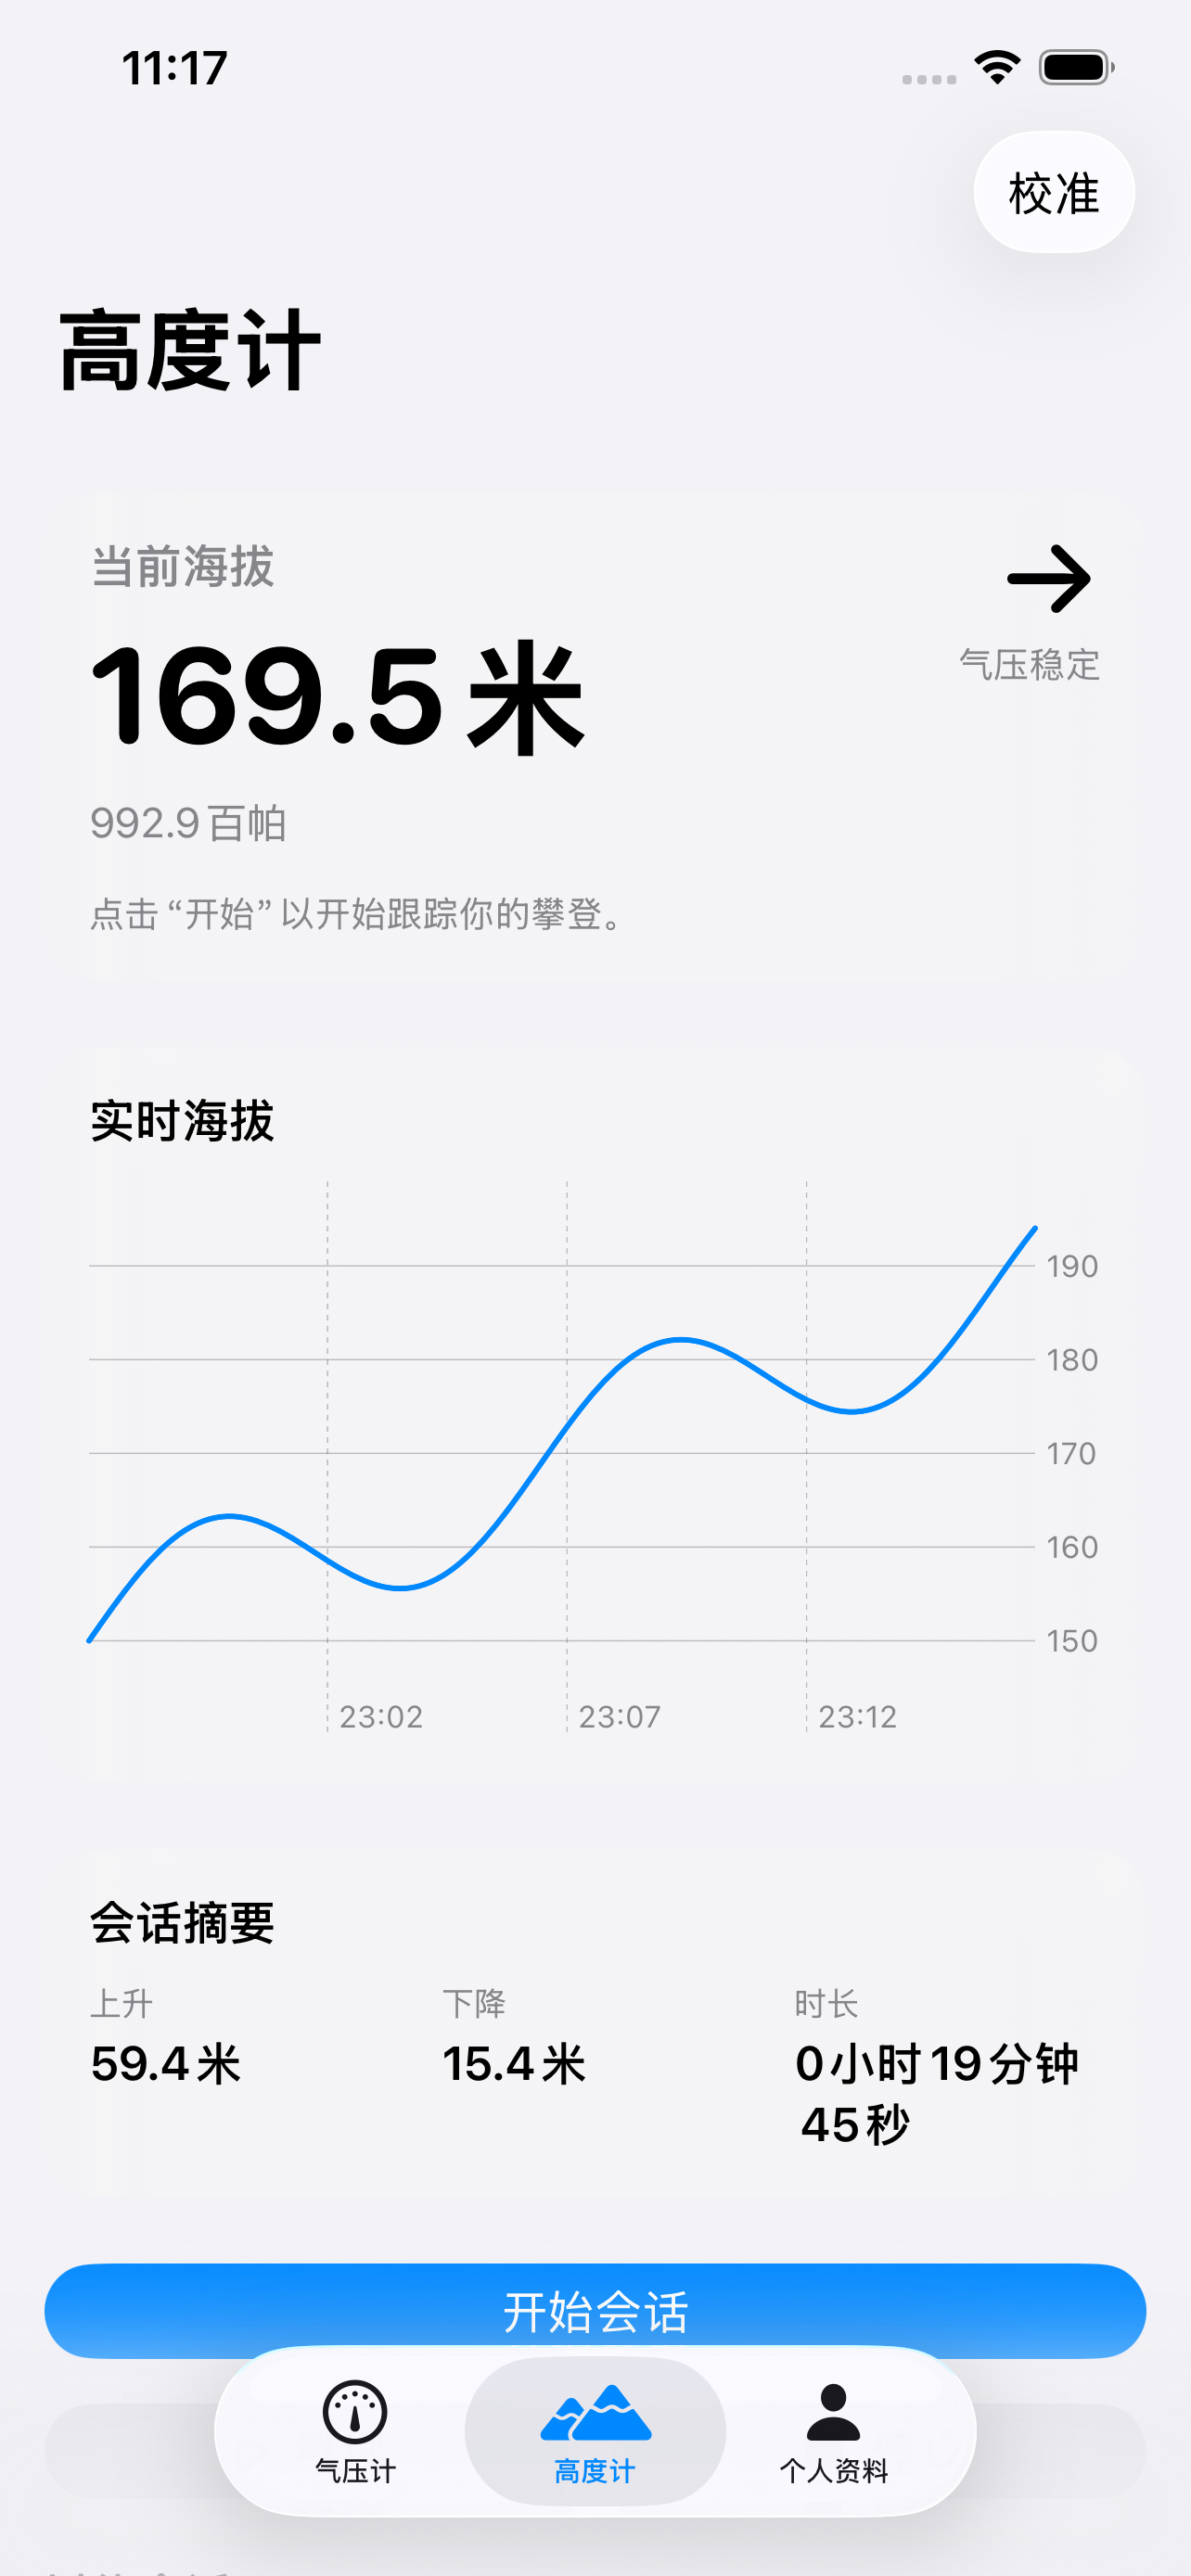 11:17
校准
高度计
当前海拔
169.5米
气压稳定
992.9百帕
点击“开始”以开始跟踪你的攀登。
实时海拔
190
180
170
160
150
23:02 23:07 23:12
会话摘要
上升 下降 时长
59.4米 15.4米 0小时19分钟
45秒
开始会话
气压计 高度计 个人资料